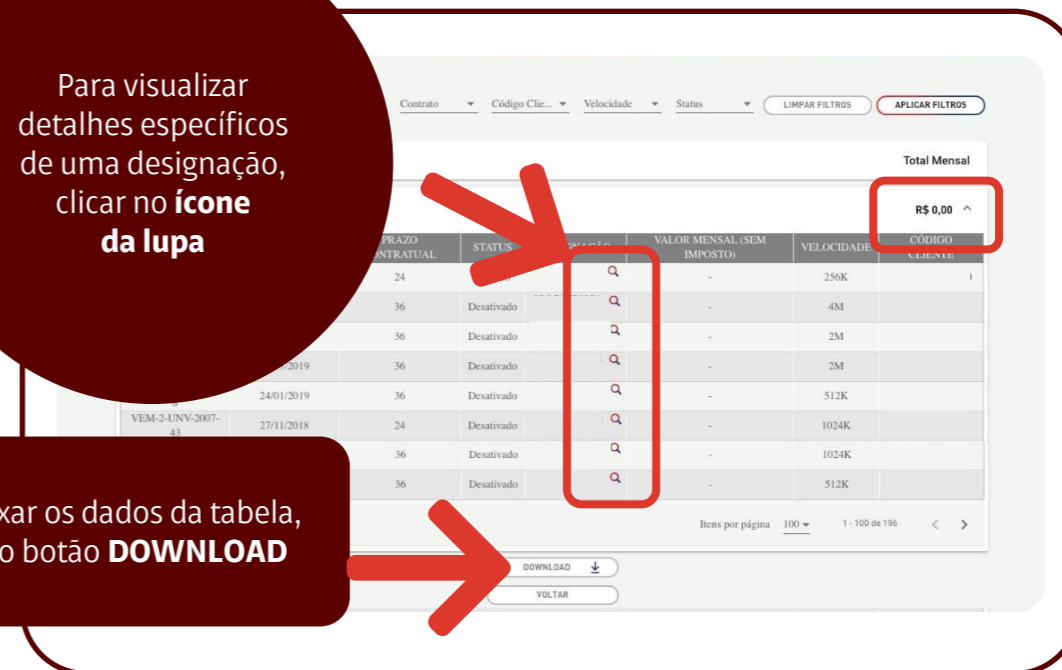 Para visualizar
detalhes específicos
de uma designação,
clicar no ícone
da lupa
Contrato Código Clie... Velocidade Status LIMPAR FILTROS APLICAR FILTROS
Total Mensal
R$ 0,00
PRAZO STATUS VALOR MENSAL (SEM IMPOSTO) VELOCIDADE CÓDIGO CLIENTE
24 - 256K
36 Desativado - 4M
36 Desativado - 2M
36 Desativado - 2M
24/01/2019 36 Desativado - 512K
VEM-2-UNV-2007-43 27/11/2018 24 Desativado - 1024K
36 Desativado - 1024K
36 Desativado - 512K
Itens por página 100 1 - 100 de 196
os dados da tabela,
botão DOWNLOAD
DOWNLOAD
VOLTAR